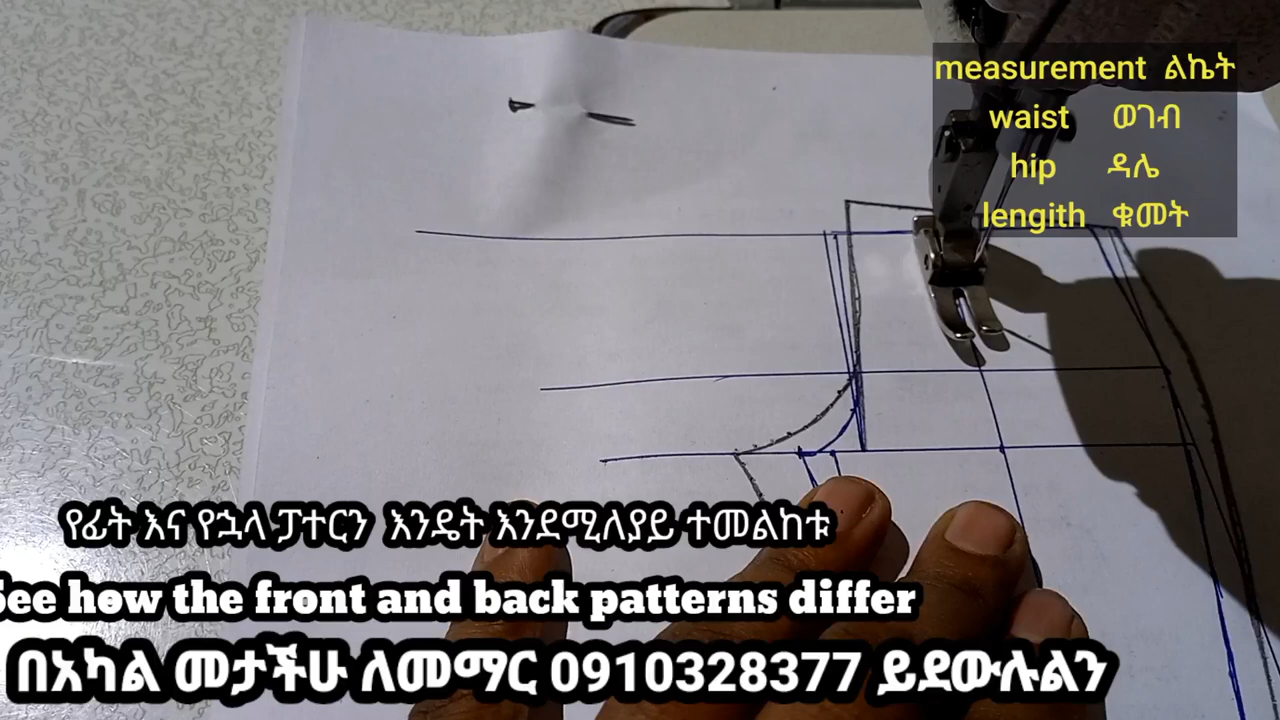 measurement ልኬት
waist ወገብ
hip ዳሌ
lengith ቁመት
የፊት እና የኋላ ፓተርን እንዴት እንደሚለያይ ተመልከቱ
See how the front and back patterns differ
በአካል መታችሁ ለመማር 0910328377 ይደውሉልን